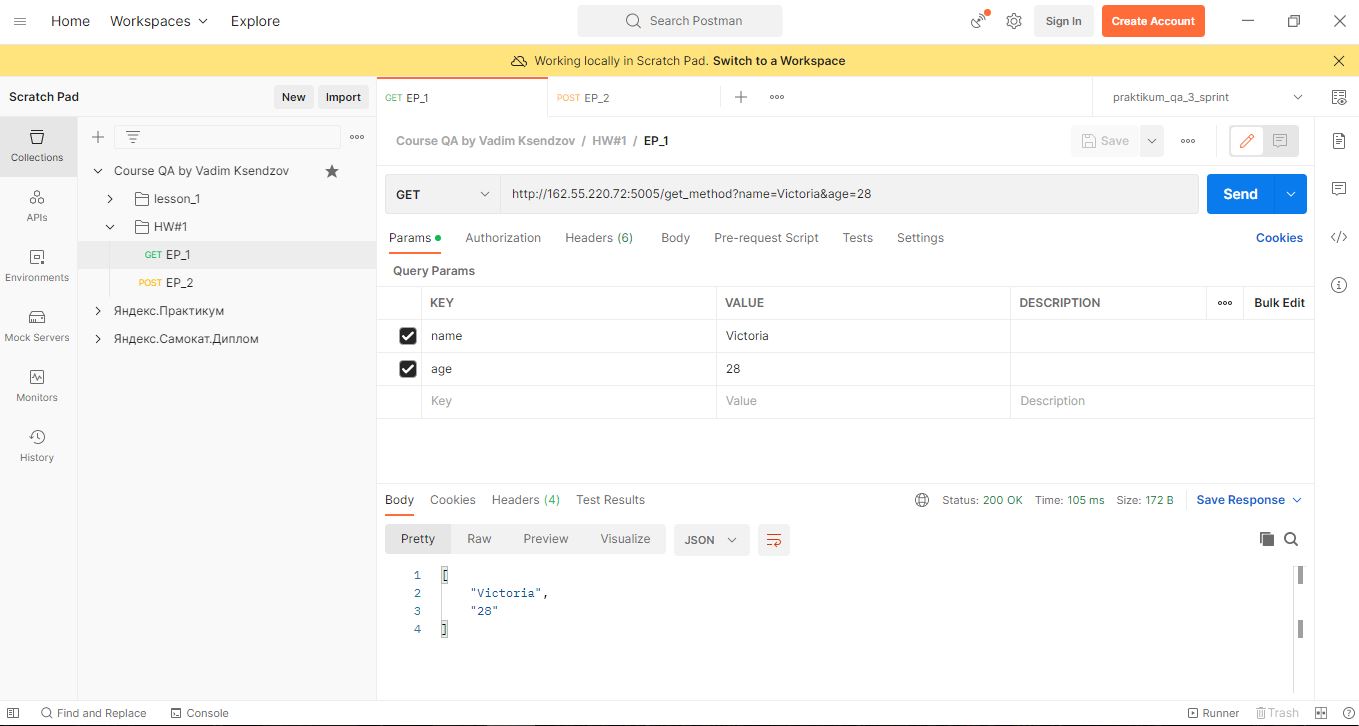 Home Workspaces Explore Search Postman Sign In Create Account
Working locally in Scratch Pad. Switch to a Workspace
Scratch Pad New Import GET EP_1 POST EP_2 praktikum_qa_3_sprint
Collections
APIs
Environments
Mock Servers
Monitors
History
Course QA by Vadim Ksendzov
lesson_1
HW#1
GET EP_1
POST EP_2
Яндекс.Практикум
Яндекс.Самокат.Диплом
Course QA by Vadim Ksendzov / HW#1 / EP_1 Save
GET http://162.55.220.72:5005/get_method?name=Victoria&age=28 Send
Params Authorization Headers (6) Body Pre-request Script Tests Settings Cookies
Query Params
KEY VALUE DESCRIPTION Bulk Edit
name Victoria
age 28
Key Value Description
Body Cookies Headers (4) Test Results Status: 200 OK Time: 105 ms Size: 172 B Save Response
Pretty Raw Preview Visualize JSON
1 [
2 "Victoria",
3 "28"
4 ]
Find and Replace Console Runner Trash